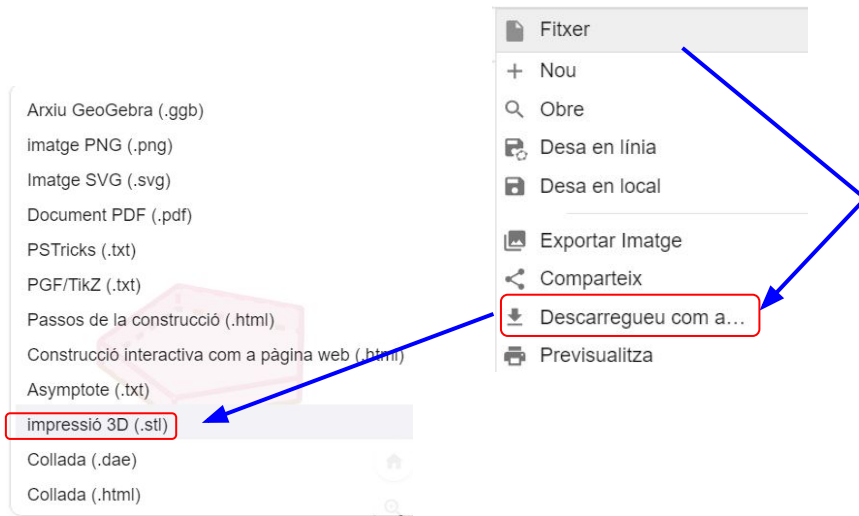 Fitxer
Nou
Obre
Desa en línia
Desa en local
Exportar Imatge
Comparteix
Descarregueu com a...
Previsualitza
Arxiu GeoGebra (.ggb)
imatge PNG (.png)
Imatge SVG (.svg)
Document PDF (.pdf)
PSTricks (.txt)
PGF/TikZ (.txt)
Passos de la construcció (.html)
Construcció interactiva com a pàgina web (.html)
Asymptote (.txt)
impressió 3D (.stl)
Collada (.dae)
Collada (.html)